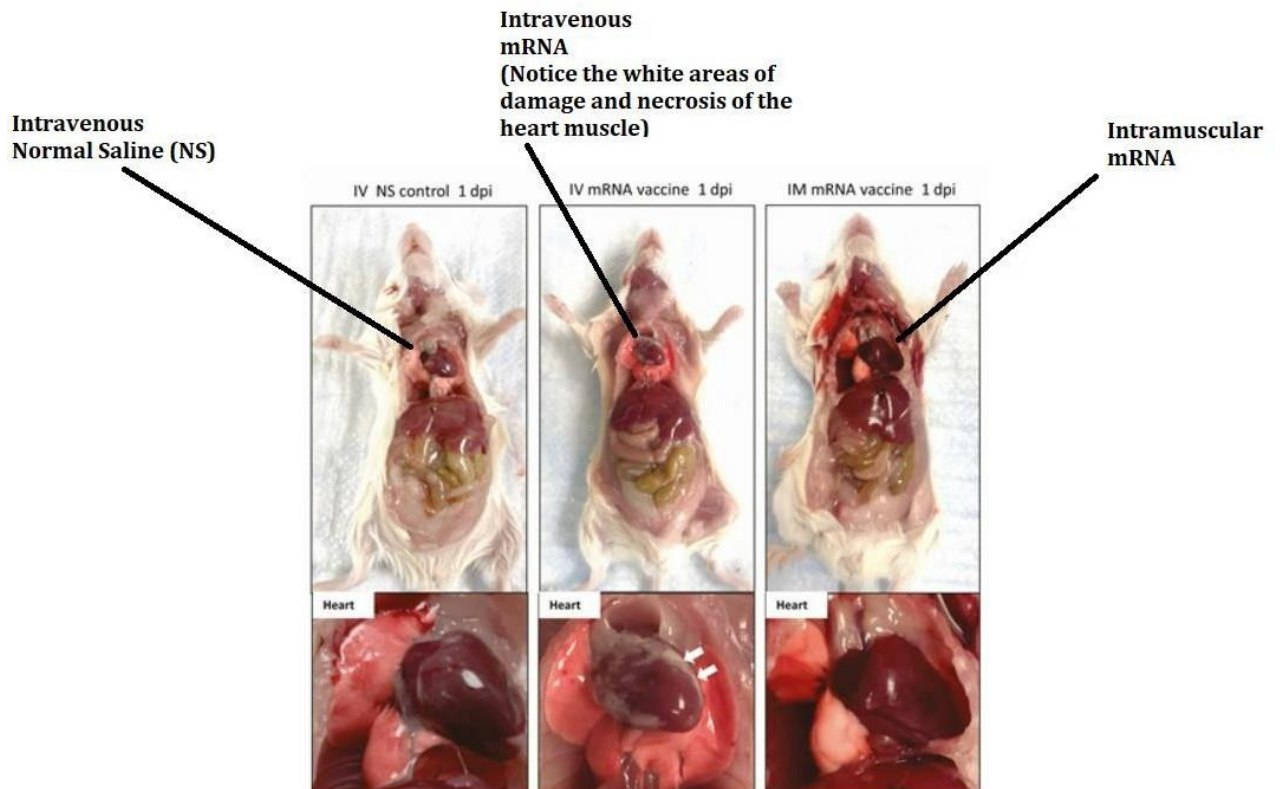 Intravenous
mRNA
(Notice the white areas of
damage and necrosis of the
heart muscle)
Intravenous
Normal Saline (NS)
Intramuscular
mRNA
IV NS control 1 dpi
IV mRNA vaccine 1 dpi
IM mRNA vaccine 1 dpi
Heart
Heart
Heart